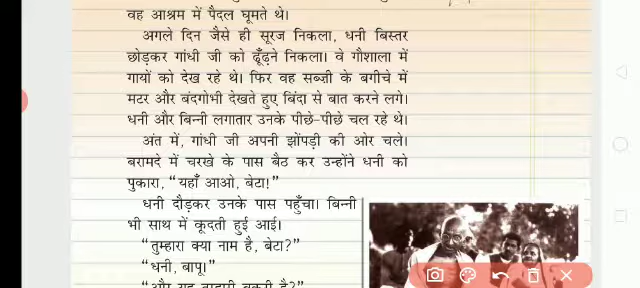 वह आश्रम में पैदल घूमते थे।
अगले दिन जैसे ही सूरज निकला, धनी बिस्तर
छोड़कर गांधी जी को ढूँढ़ने निकला। वे गौशाला में
गायों को देख रहे थे। फिर वह सब्ज़ी के बगीचे में
मटर और बंदगोभी देखते हुए बिंदा से बात करने लगे।
धनी और बिन्नी लगातार उनके पीछे-पीछे चल रहे थे।
अंत में, गांधी जी अपनी झोंपड़ी की ओर चले।
बरामदे में चरखे के पास बैठ कर उन्होंने धनी को
पुकारा, “यहाँ आओ, बेटा!”
धनी दौड़कर उनके पास पहुँचा। बिन्नी
भी साथ में कूदती हुई आई।
“तुम्हारा क्या नाम है, बेटा?”
“धनी, बापू।”